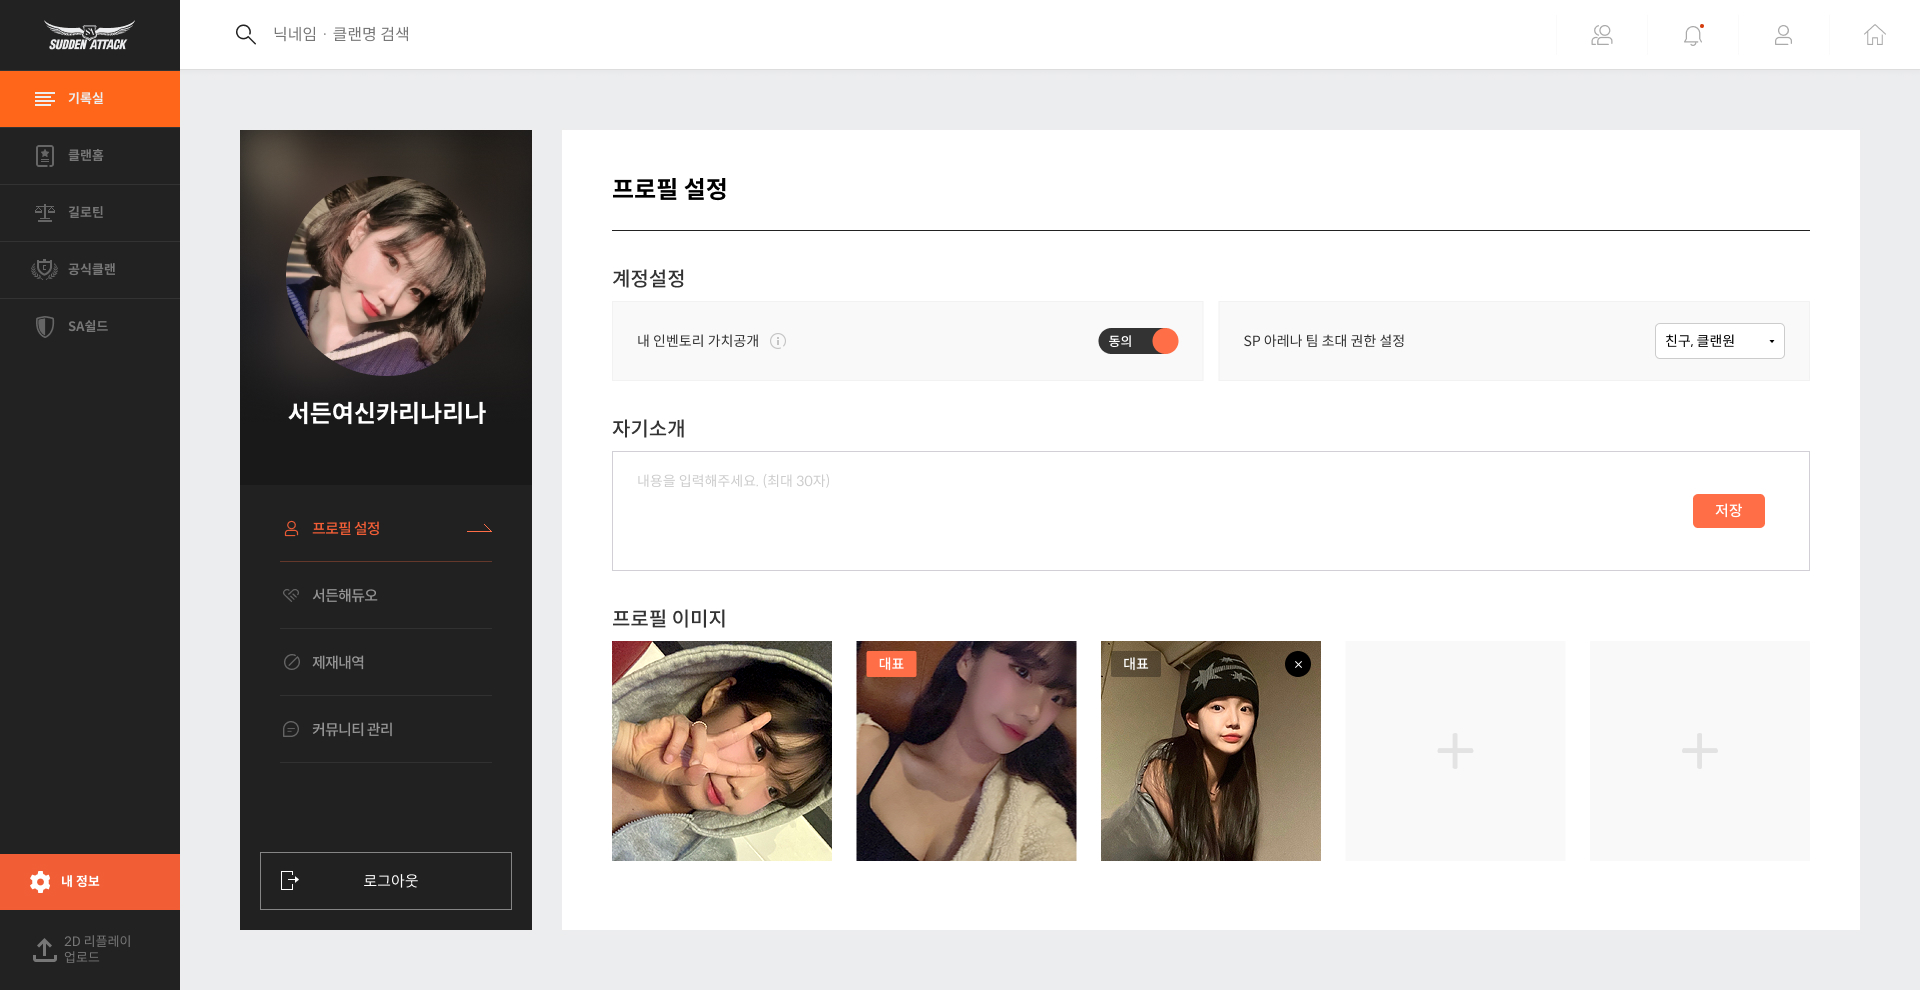 SUDDEN ATTACK
닉네임 · 클랜명 검색
기록실
클랜홈
길로틴
공식클랜
SA쉴드
내 정보
2D 리플레이
업로드
서든여신카리나리나
프로필 설정
서든해듀오
제재내역
커뮤니티 관리
로그아웃
프로필 설정
계정설정
내 인벤토리 가치공개
동의
SP 아레나 팀 초대 권한 설정
친구, 클랜원
자기소개
내용을 입력해주세요. (최대 30자)
저장
프로필 이미지
대표
대표